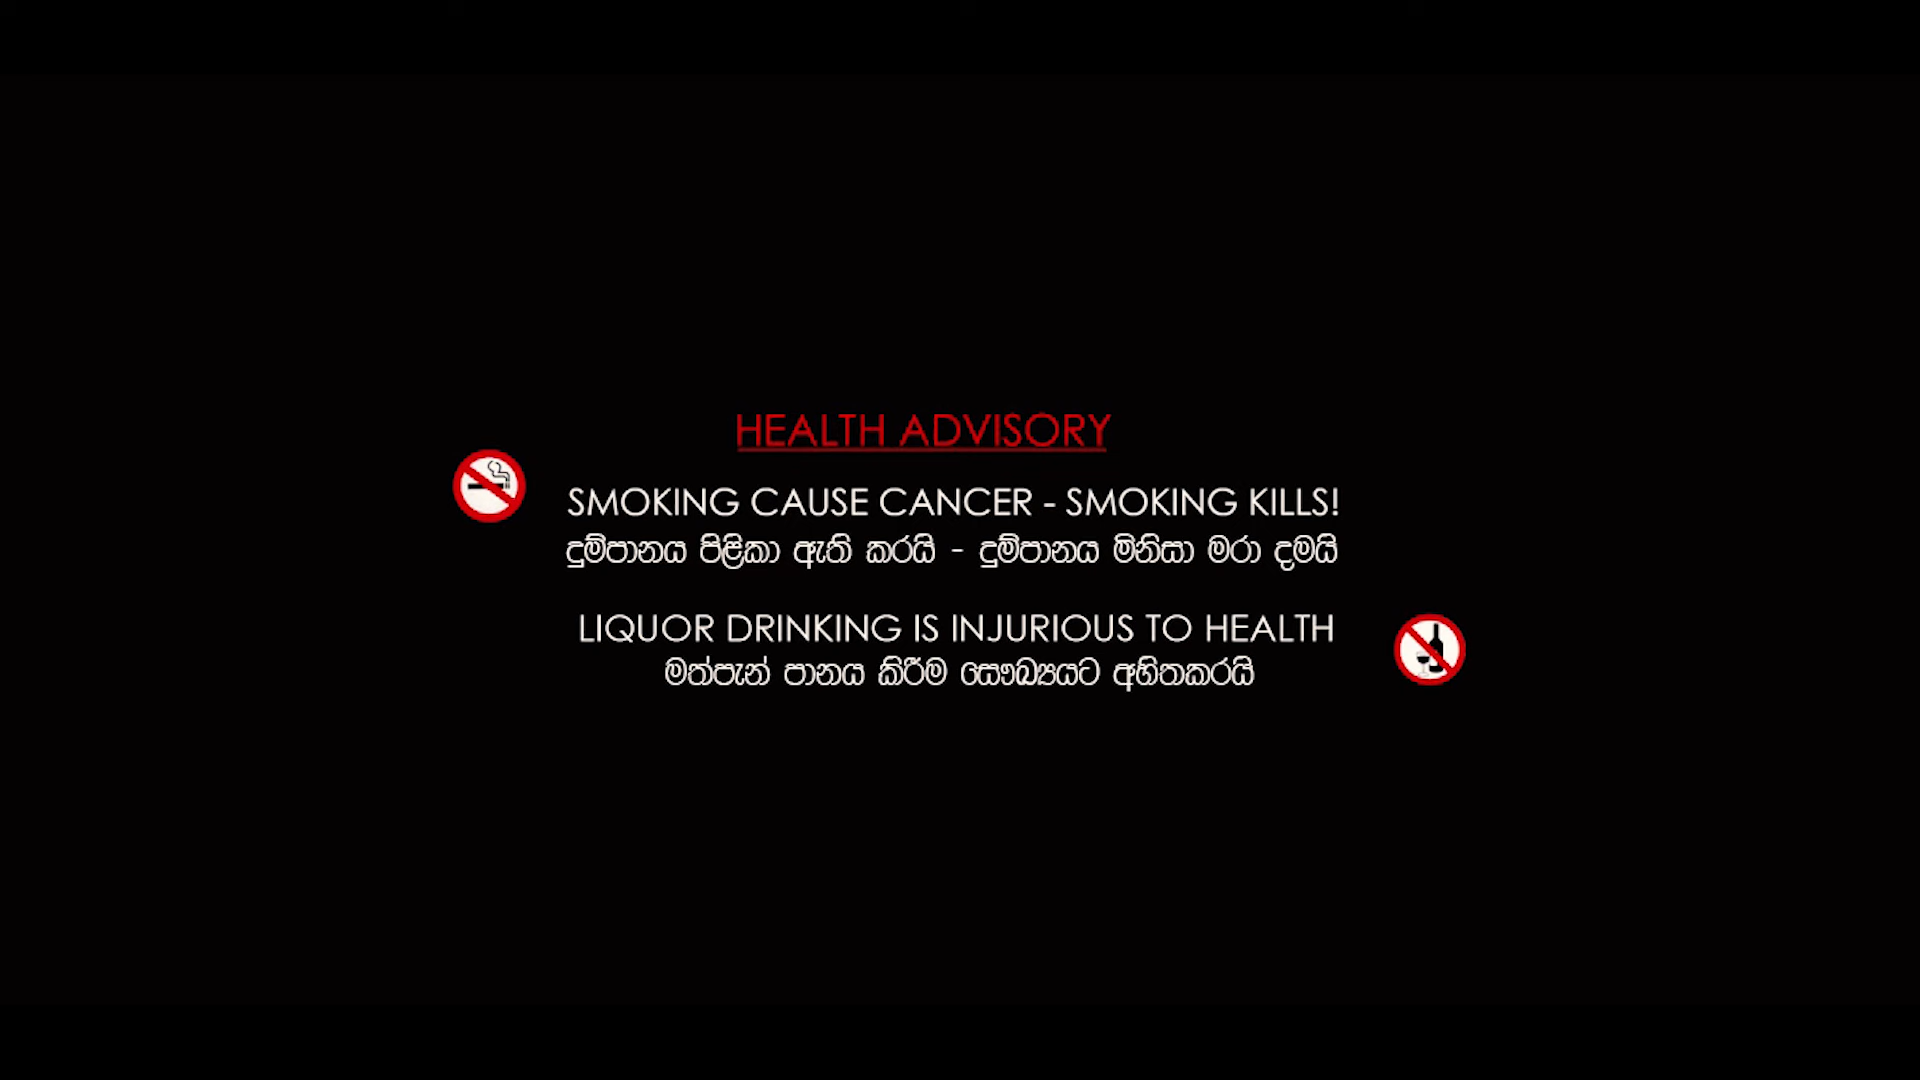 HEALTH ADVISORY
SMOKING CAUSE CANCER - SMOKING KILLS!
දුම්පානය පිළිකා ඇති කරයි - දුම්පානය මිනිසා මරා දමයි
LIQUOR DRINKING IS INJURIOUS TO HEALTH
මත්පැන් පානය කිරීම සෞඛ්‍යයට අහිතකරයි